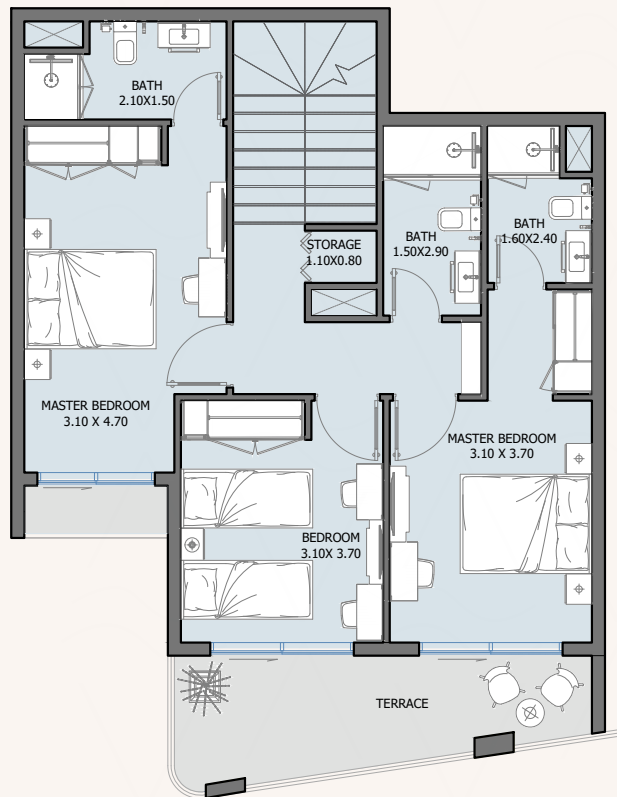 BATH
2.10X1.50
STORAGE
1.10X0.80
BATH
1.50X2.90
BATH
1.60X2.40
MASTER BEDROOM
3.10 X 4.70
MASTER BEDROOM
3.10 X 3.70
BEDROOM
3.10X 3.70
TERRACE